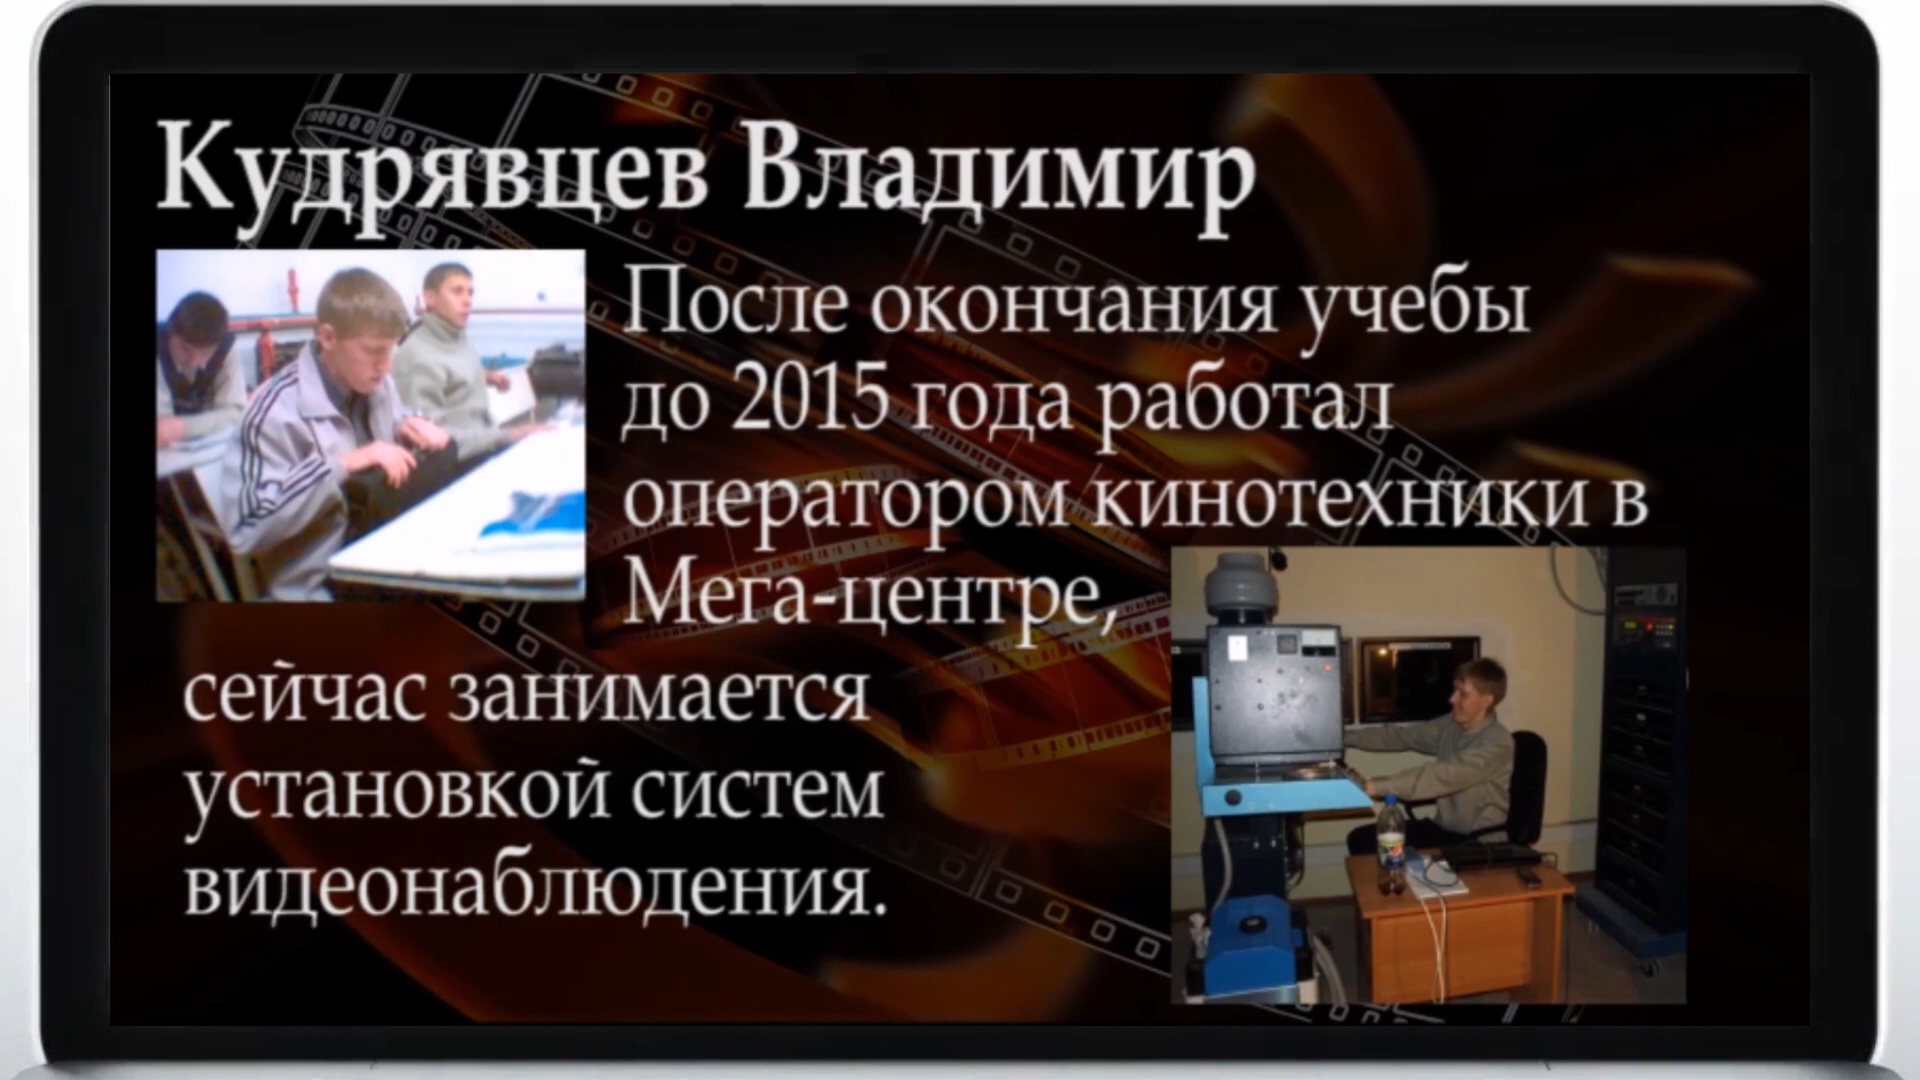 Кудрявцев Владимир
После окончания учебы
до 2015 года работал
оператором кинотехники в
Мега-центре,
сейчас занимается
установкой систем
видеонаблюдения.